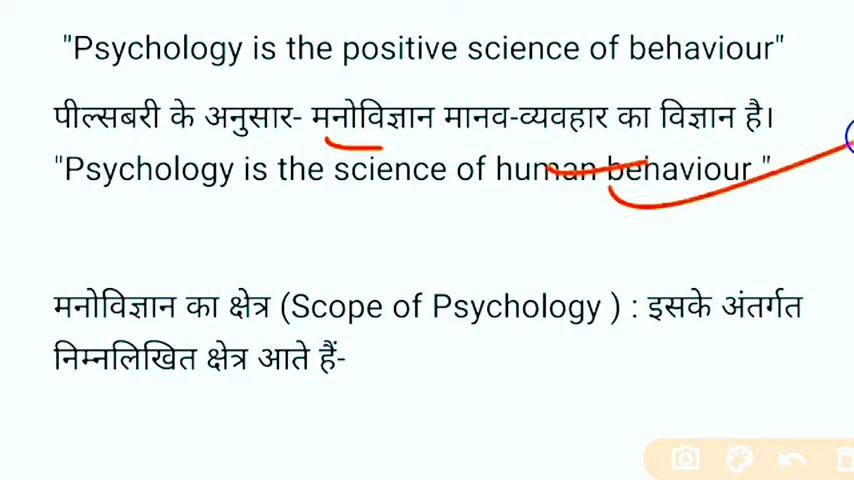 "Psychology is the positive science of behaviour"
पील्सबरी के अनुसार- मनोविज्ञान मानव-व्यवहार का विज्ञान है।
"Psychology is the science of human behaviour "
मनोविज्ञान का क्षेत्र (Scope of Psychology ) : इसके अंतर्गत
निम्नलिखित क्षेत्र आते हैं-